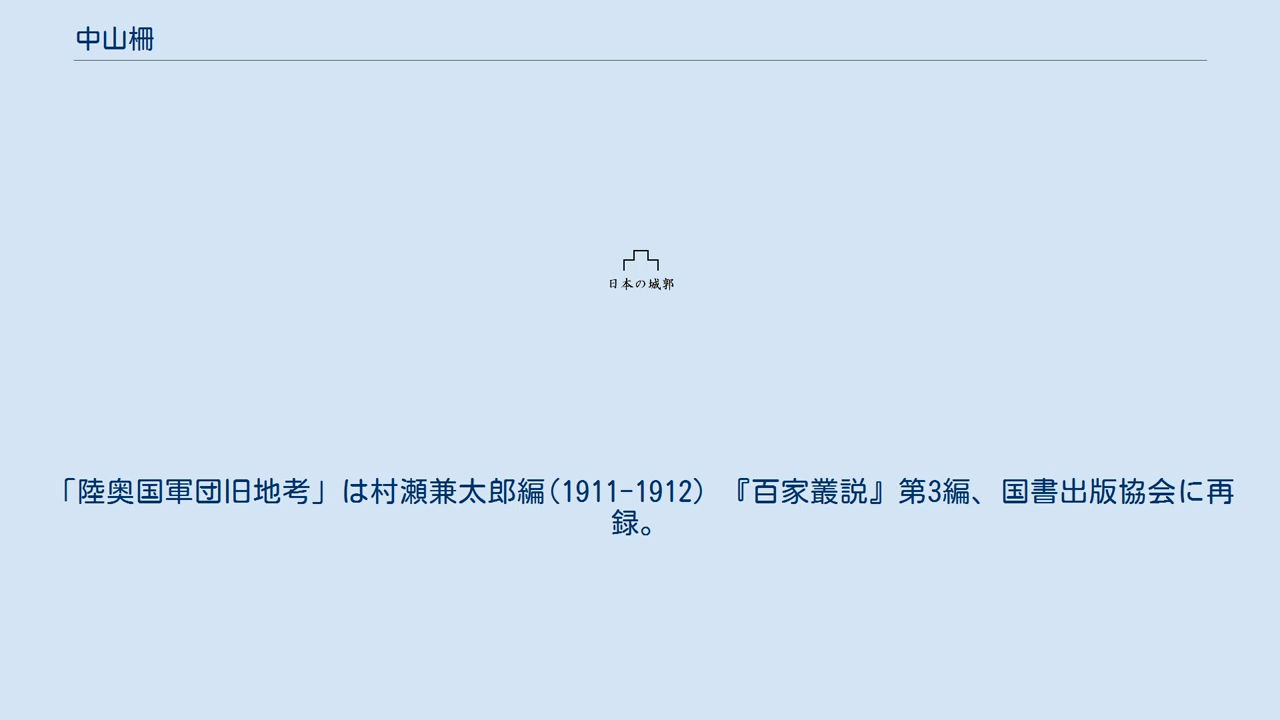 中山柵
日本の城郭
「陸奥国軍団旧地考」は村瀬兼太郎編(1911-1912) 『百家叢説』第3編、国書出版協会に再
録。